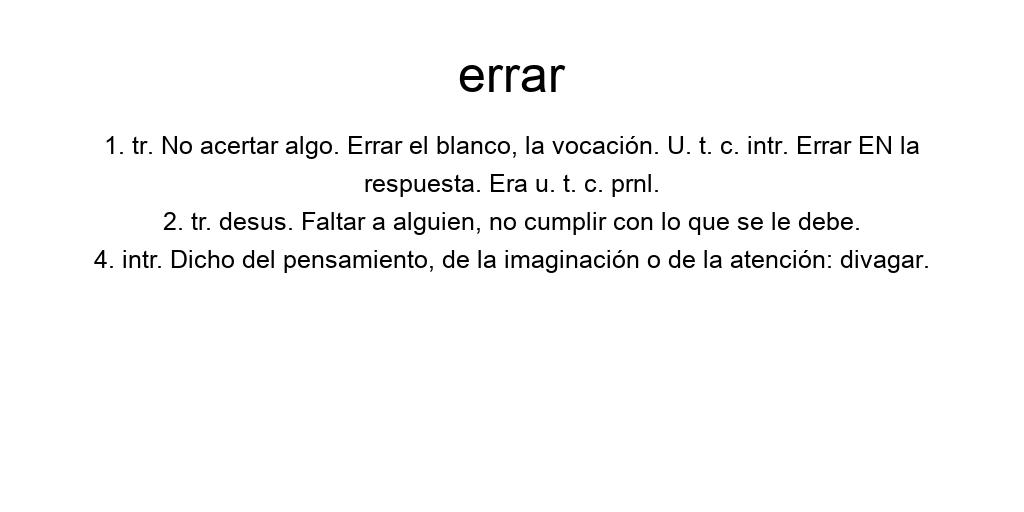 errar
1. tr. No acertar algo. Errar el blanco, la vocación. U. t. c. intr. Errar EN la
respuesta. Era u. t. c. prnl.
2. tr. desus. Faltar a alguien, no cumplir con lo que se le debe.
4. intr. Dicho del pensamiento, de la imaginación o de la atención: divagar.